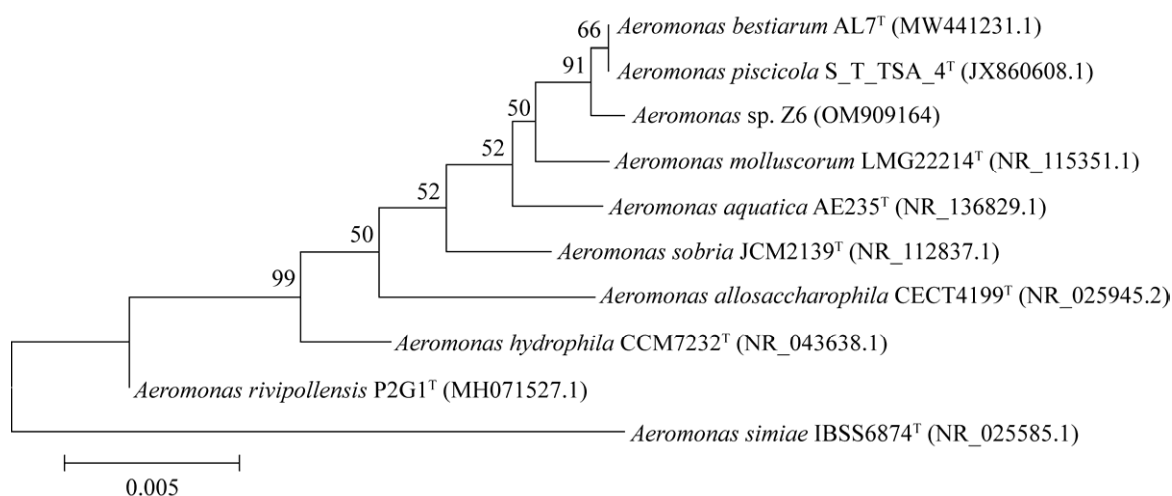 66
Aeromonas bestiarum AL7ᵀ (MW441231.1)
91
Aeromonas piscicola S_T_TSA_4ᵀ (JX860608.1)
50
Aeromonas sp. Z6 (OM909164)
52
Aeromonas molluscorum LMG22214ᵀ (NR_115351.1)
52
Aeromonas aquatica AE235ᵀ (NR_136829.1)
50
Aeromonas sobria JCM2139ᵀ (NR_112837.1)
99
Aeromonas allosaccharophila CECT4199ᵀ (NR_025945.2)
Aeromonas hydrophila CCM7232ᵀ (NR_043638.1)
Aeromonas rivipollensis P2G1ᵀ (MH071527.1)
Aeromonas simiae IBSS6874ᵀ (NR_025585.1)
0.005